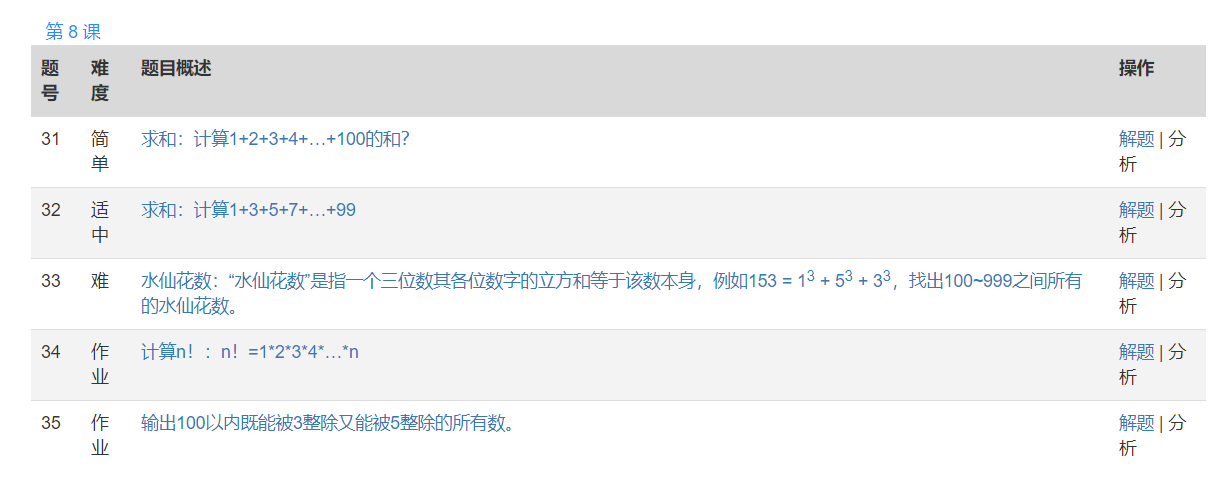 第 8 课
题号 难度 题目概述 操作
31 简单 求和：计算1+2+3+4+…+100的和？ 解题 | 分析
32 适中 求和：计算1+3+5+7+…+99 解题 | 分析
33 难 水仙花数：“水仙花数”是指一个三位数其各位数字的立方和等于该数本身，例如153 = 1³ + 5³ + 3³，找出100~999之间所有 解题 | 分析
的水仙花数。
34 作业 计算n！：n！=1*2*3*4*…*n 解题 | 分析
35 作业 输出100以内既能被3整除又能被5整除的所有数。 解题 | 分析